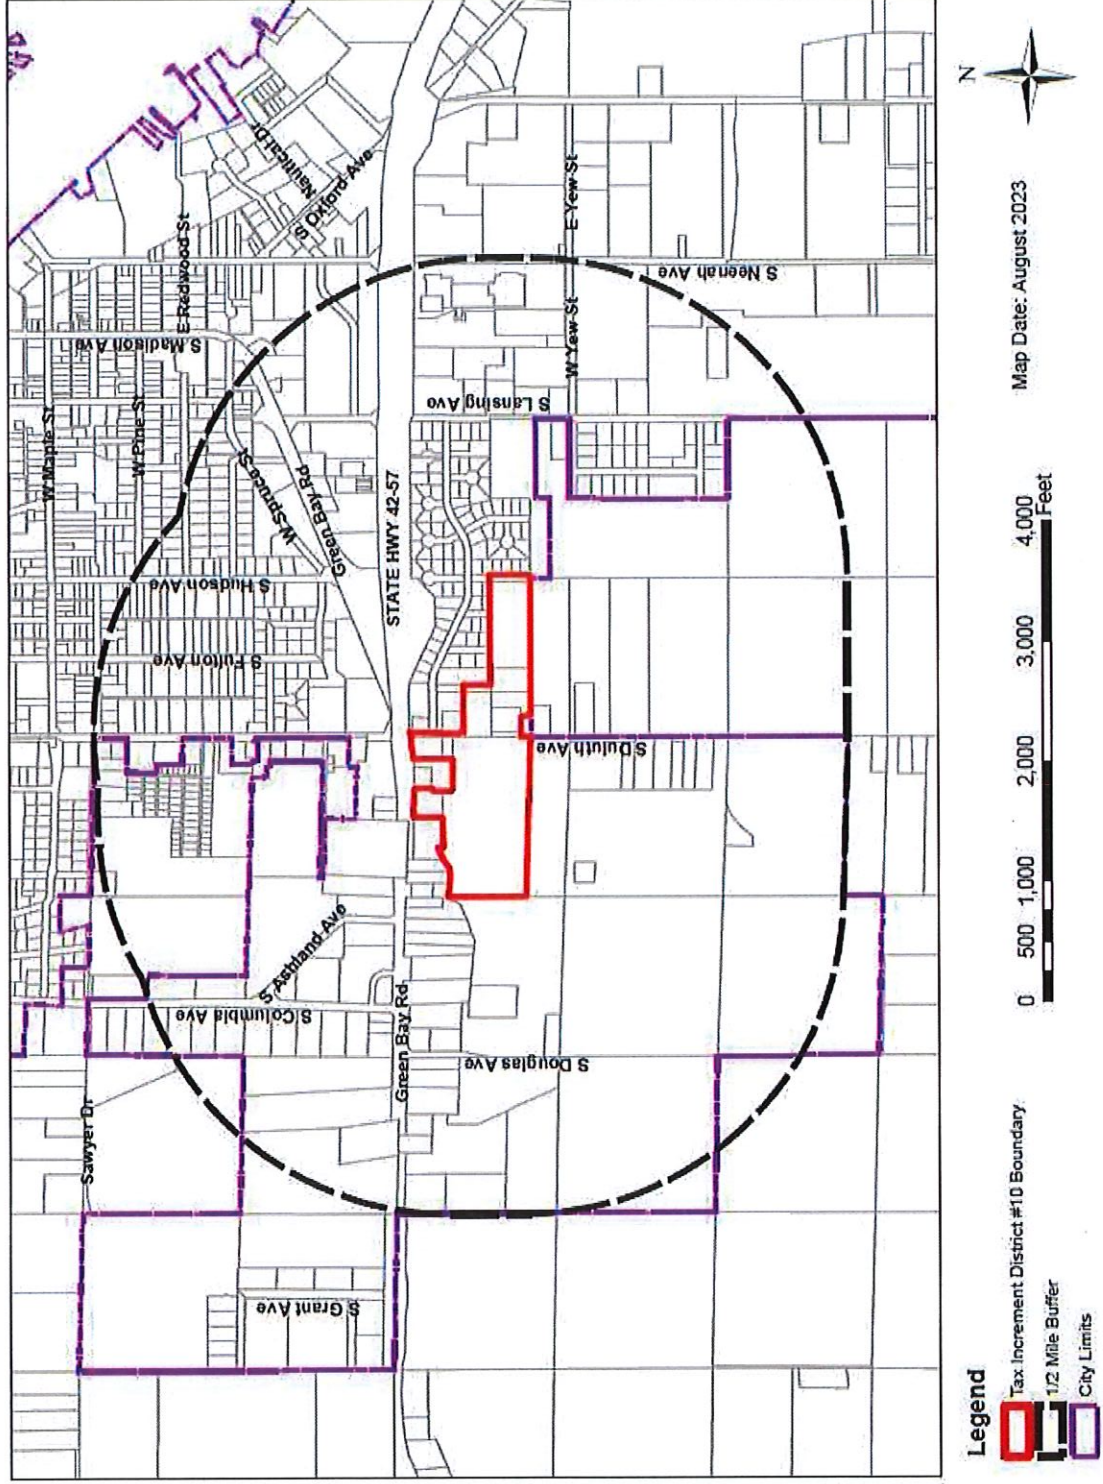 W Maple St
W Pine St
E Redwood St
S Madison Ave
Nautical Dr
S Oxford Ave
W Spruce St
Green Bay Rd
STATE HWY 42-57
S Lansing Ave
W Yew St
E Yew St
S Neenah Ave
S Hudson Ave
S Fulton Ave
S Duluth Ave
S Ashland Ave
S Columbia Ave
Green Bay Rd
S Douglas Ave
Sawyer Dr
S Grant Ave
Legend
Tax Increment District #10 Boundary
1/2 Mile Buffer
City Limits
0 500 1,000 2,000 3,000 4,000
Feet
Map Date: August 2023
N